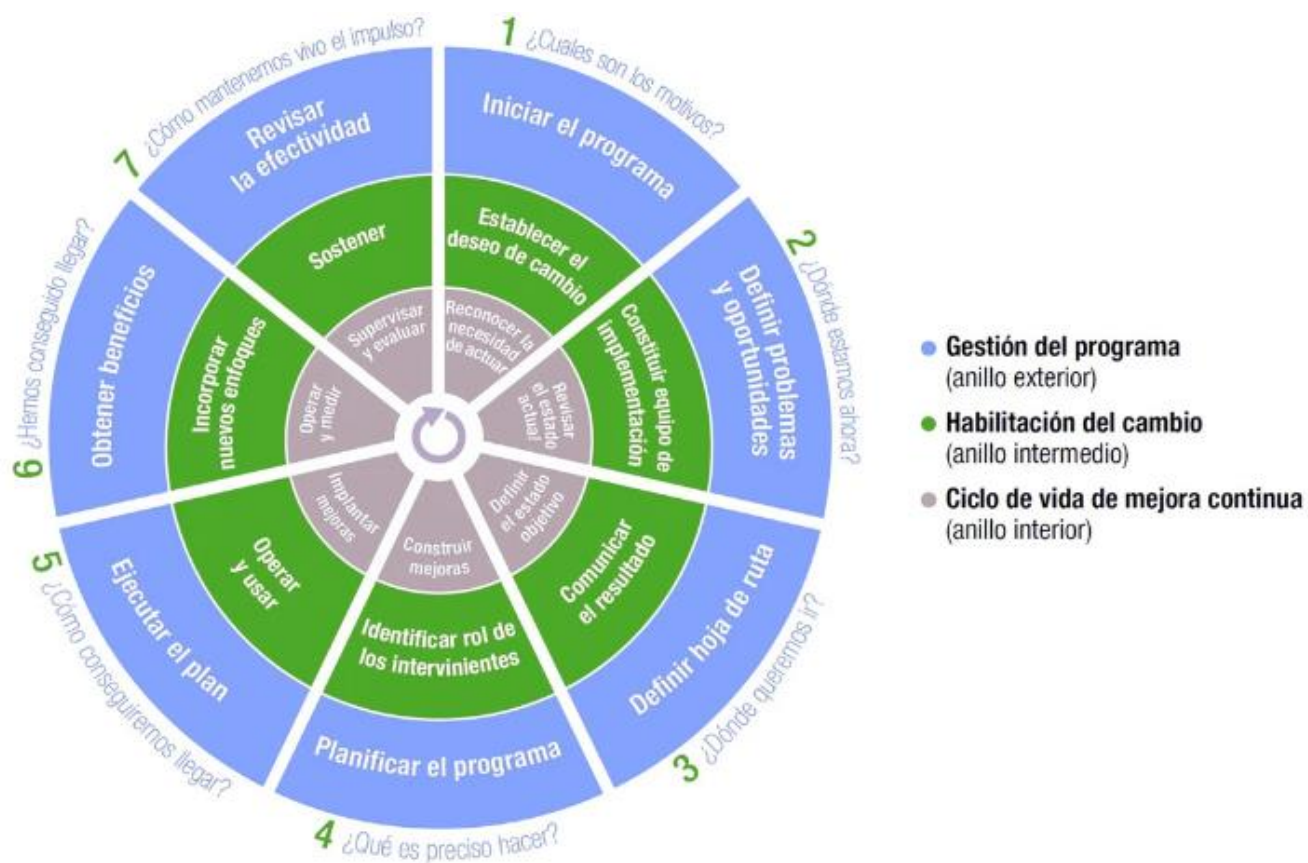 1 ¿Cuales son los motivos?
Iniciar el programa
Establecer el
deseo de cambio
Reconocer la
necesidad
de actuar
2 ¿Dónde estamos ahora?
Definir problemas
y oportunidades
Constituir equipo de
implementación
Revisar
el estado
actual
3 ¿Dónde queremos ir?
Definir hoja de ruta
Comunicar
el resultado
Definir
el estado
objetivo
4 ¿Qué es preciso hacer?
Planificar el programa
Identificar rol de
los intervinientes
Construir
mejoras
5 ¿Cómo conseguiremos llegar?
Ejecutar el plan
Operar
y usar
Implantar
mejoras
6 ¿Hemos conseguido llegar?
Obtener beneficios
Incorporar
nuevos enfoques
Operar
y medir
7 ¿Cómo mantenemos vivo el impulso?
Revisar
la efectividad
Sostener
Supervisar
y evaluar
Gestión del programa
(anillo exterior)
Habilitación del cambio
(anillo intermedio)
Ciclo de vida de mejora continua
(anillo interior)